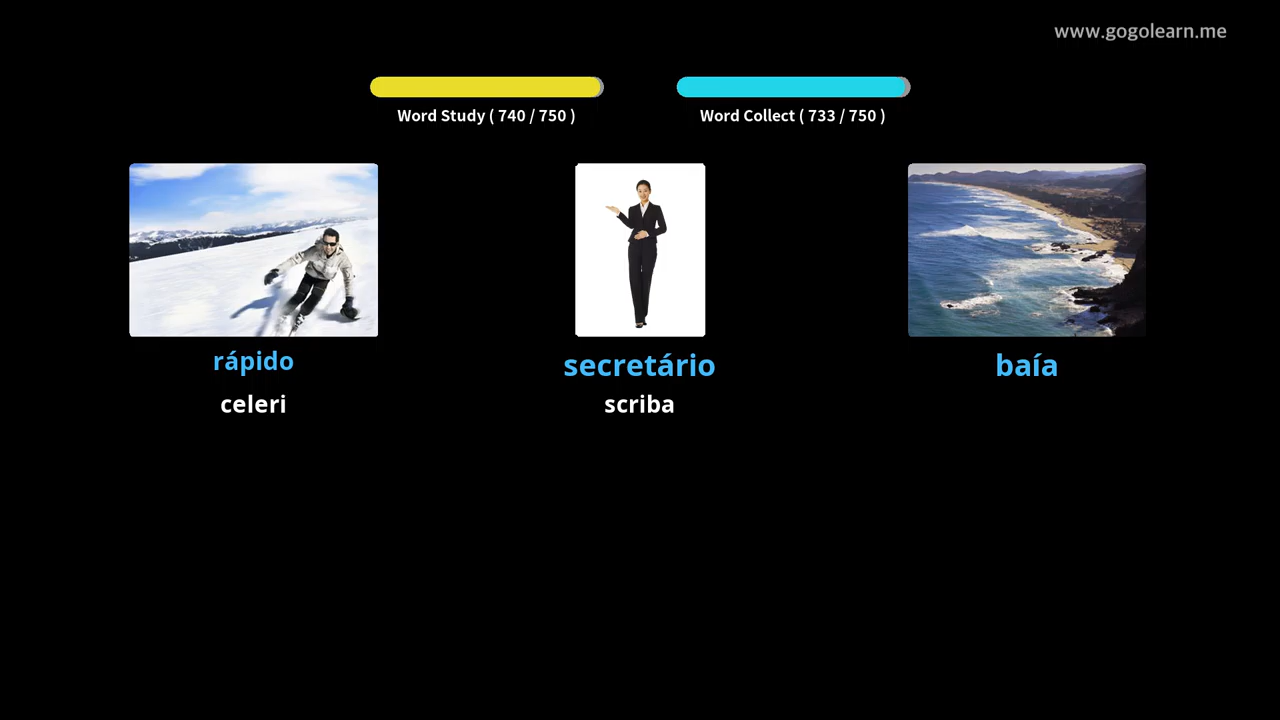 www.gogolearn.me
Word Study ( 740 / 750 )
Word Collect ( 733 / 750 )
rápido
secretário
baía
celeri
scriba